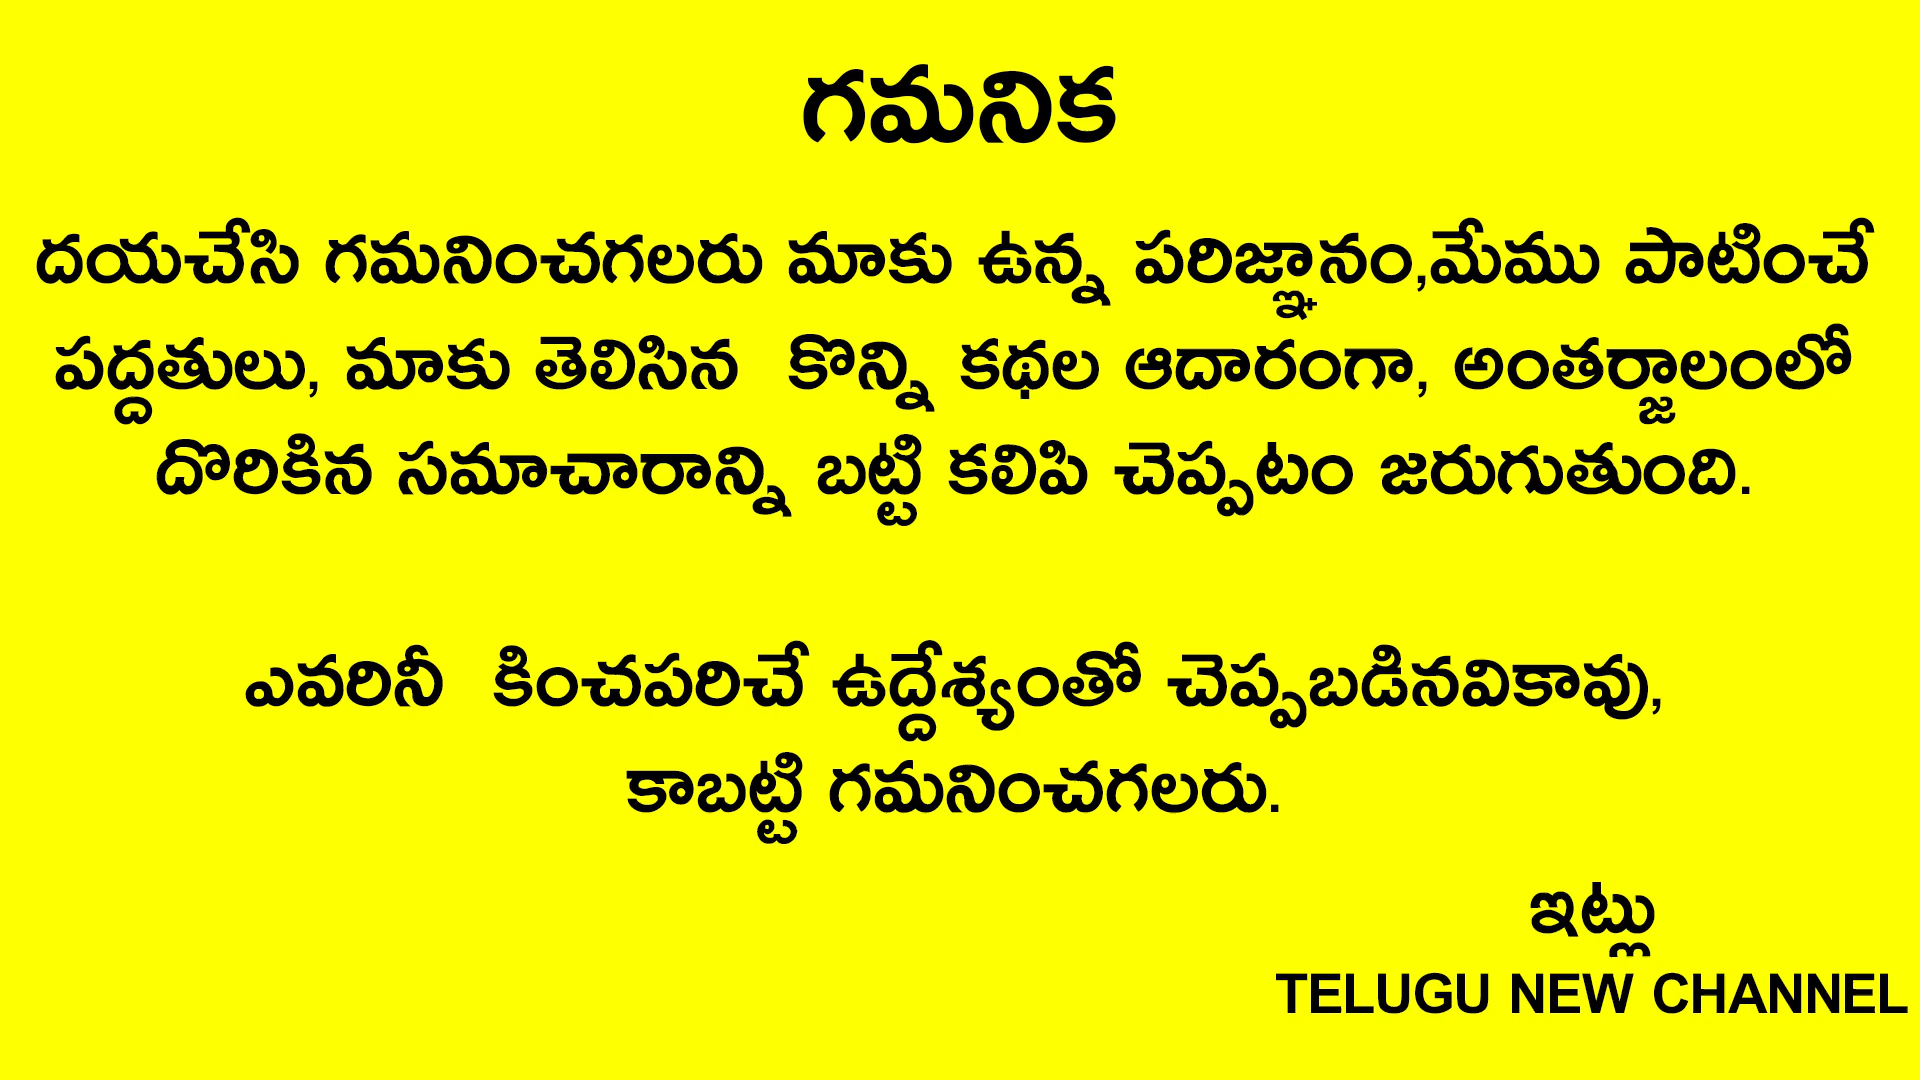 గమనిక
దయచేసి గమనించగలరు మాకు ఉన్న పరిజ్ఞానం,మేము పాటించే
పద్దతులు, మాకు తెలిసిన కొన్ని కథల ఆదారంగా, అంతర్జాలంలో
దొరికిన సమాచారాన్ని బట్టి కలిపి చెప్పటం జరుగుతుంది.
ఎవరినీ కించపరిచే ఉద్దేశ్యంతో చెప్పబడినవికావు,
కాబట్టి గమనించగలరు.
ఇట్లు
TELUGU NEW CHANNEL